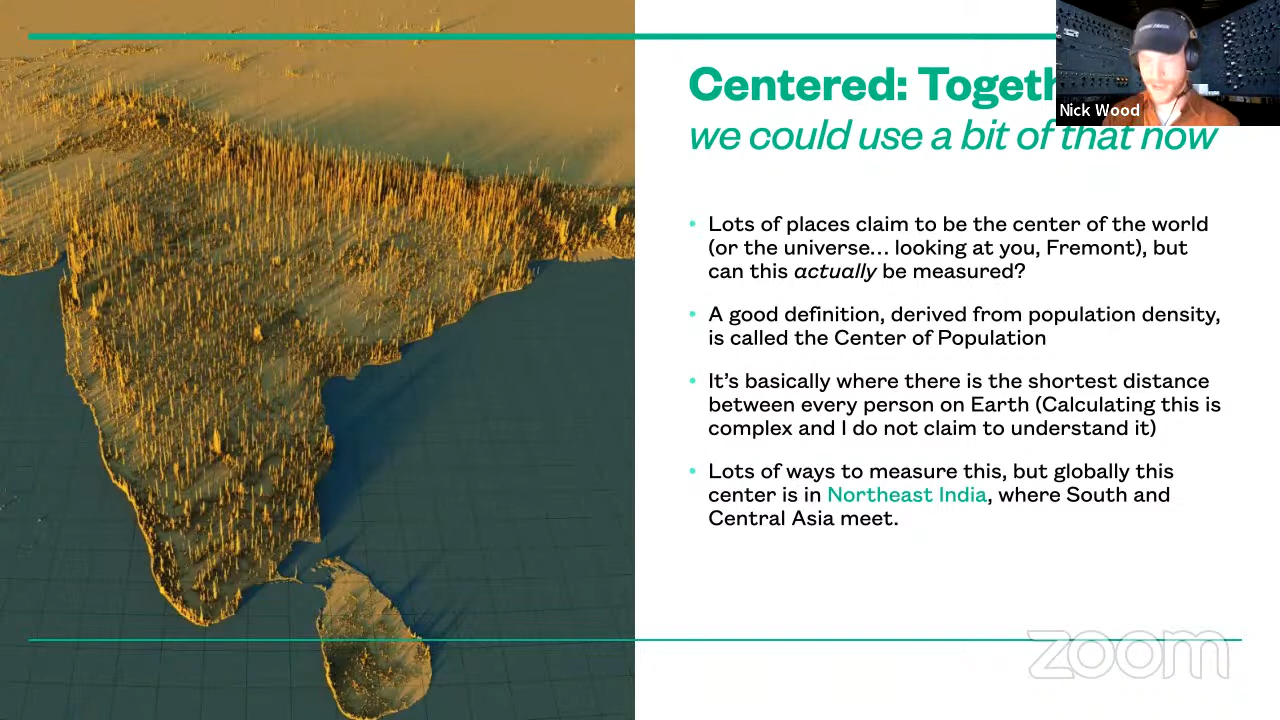 Centered: Togeth
we could use a bit of that now
Nick Wood
• Lots of places claim to be the center of the world
(or the universe... looking at you, Fremont), but
can this actually be measured?
• A good definition, derived from population density,
is called the Center of Population
• It’s basically where there is the shortest distance
between every person on Earth (Calculating this is
complex and I do not claim to understand it)
• Lots of ways to measure this, but globally this
center is in Northeast India, where South and
Central Asia meet.
zoom